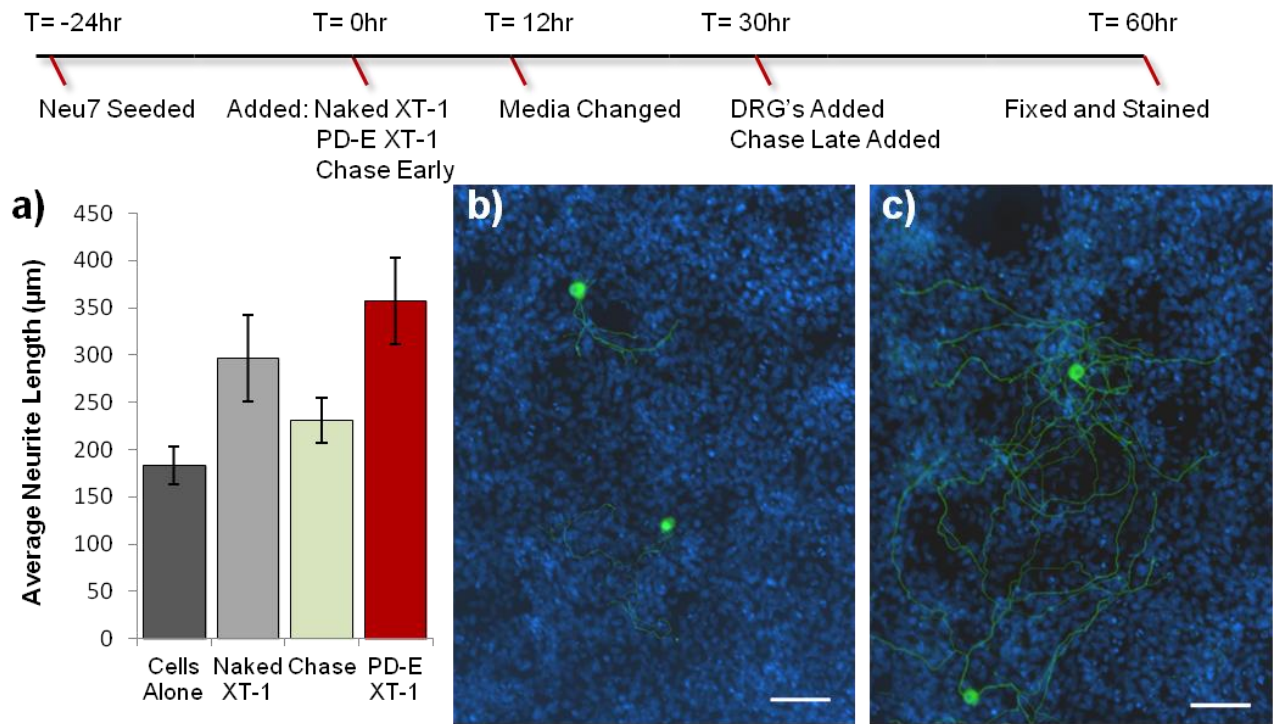 T= -24hr
T= 0hr
T= 12hr
T= 30hr
T= 60hr
Neu7 Seeded
Added: Naked XT-1
PD-E XT-1
Chase Early
Media Changed
DRG's Added
Chase Late Added
Fixed and Stained
a)
Average Neurite Length (µm)
450
400
350
300
250
200
150
100
50
0
Cells
Alone
Naked
XT-1
Chase
PD-E
XT-1
b)
c)